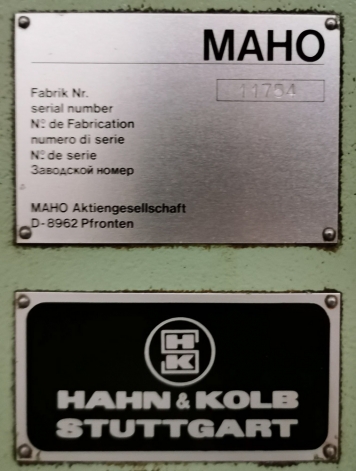 MAHO
Fabrik Nr. 11754
serial number
Nº de Fabrication
numero di serie
Nº de serie
Заводской номер
MAHO Aktiengesellschaft
D-8962 Pfronten
HK
HAHN & KOLB
STUTTGART